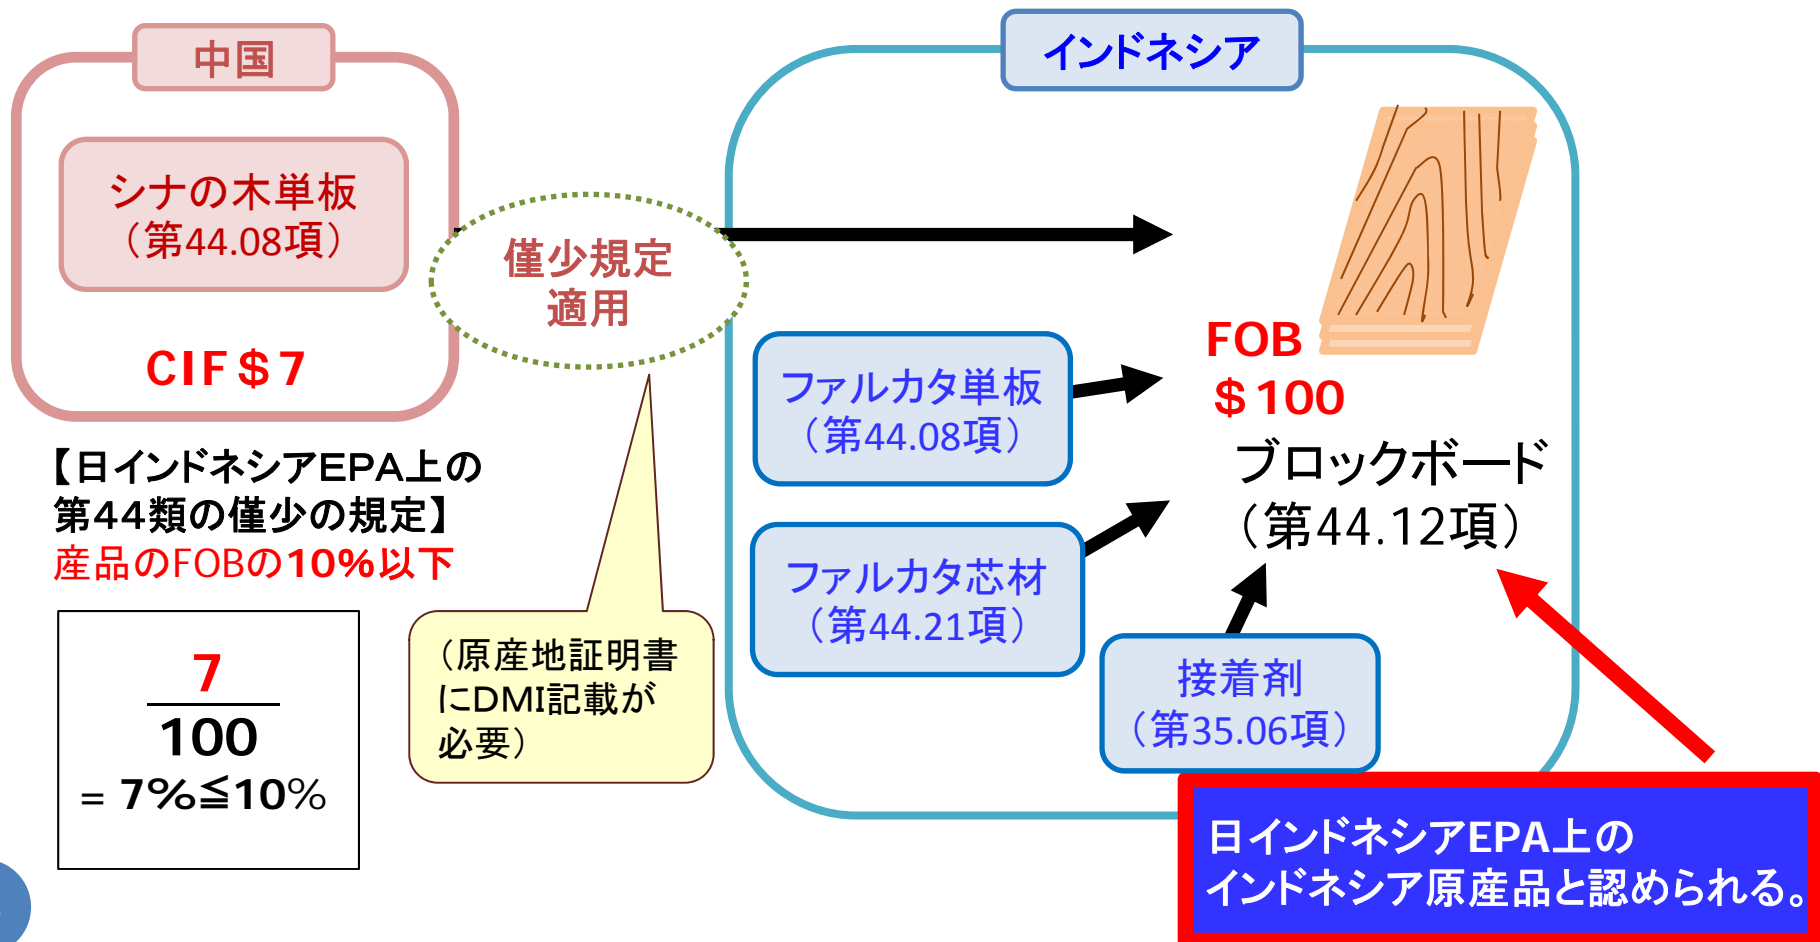 中国
シナの木単板
（第44.08項）
CIF＄7
僅少規定
適用
インドネシア
ファルカタ単板
（第44.08項）
ファルカタ芯材
（第44.21項）
接着剤
（第35.06項）
FOB
＄100
ブロックボード
（第44.12項）
【日インドネシアEPA上の
第44類の僅少の規定】
産品のFOBの10%以下
7
100
= 7%≦10%
（原産地証明書
にDMI記載が
必要）
日インドネシアEPA上の
インドネシア原産品と認められる。